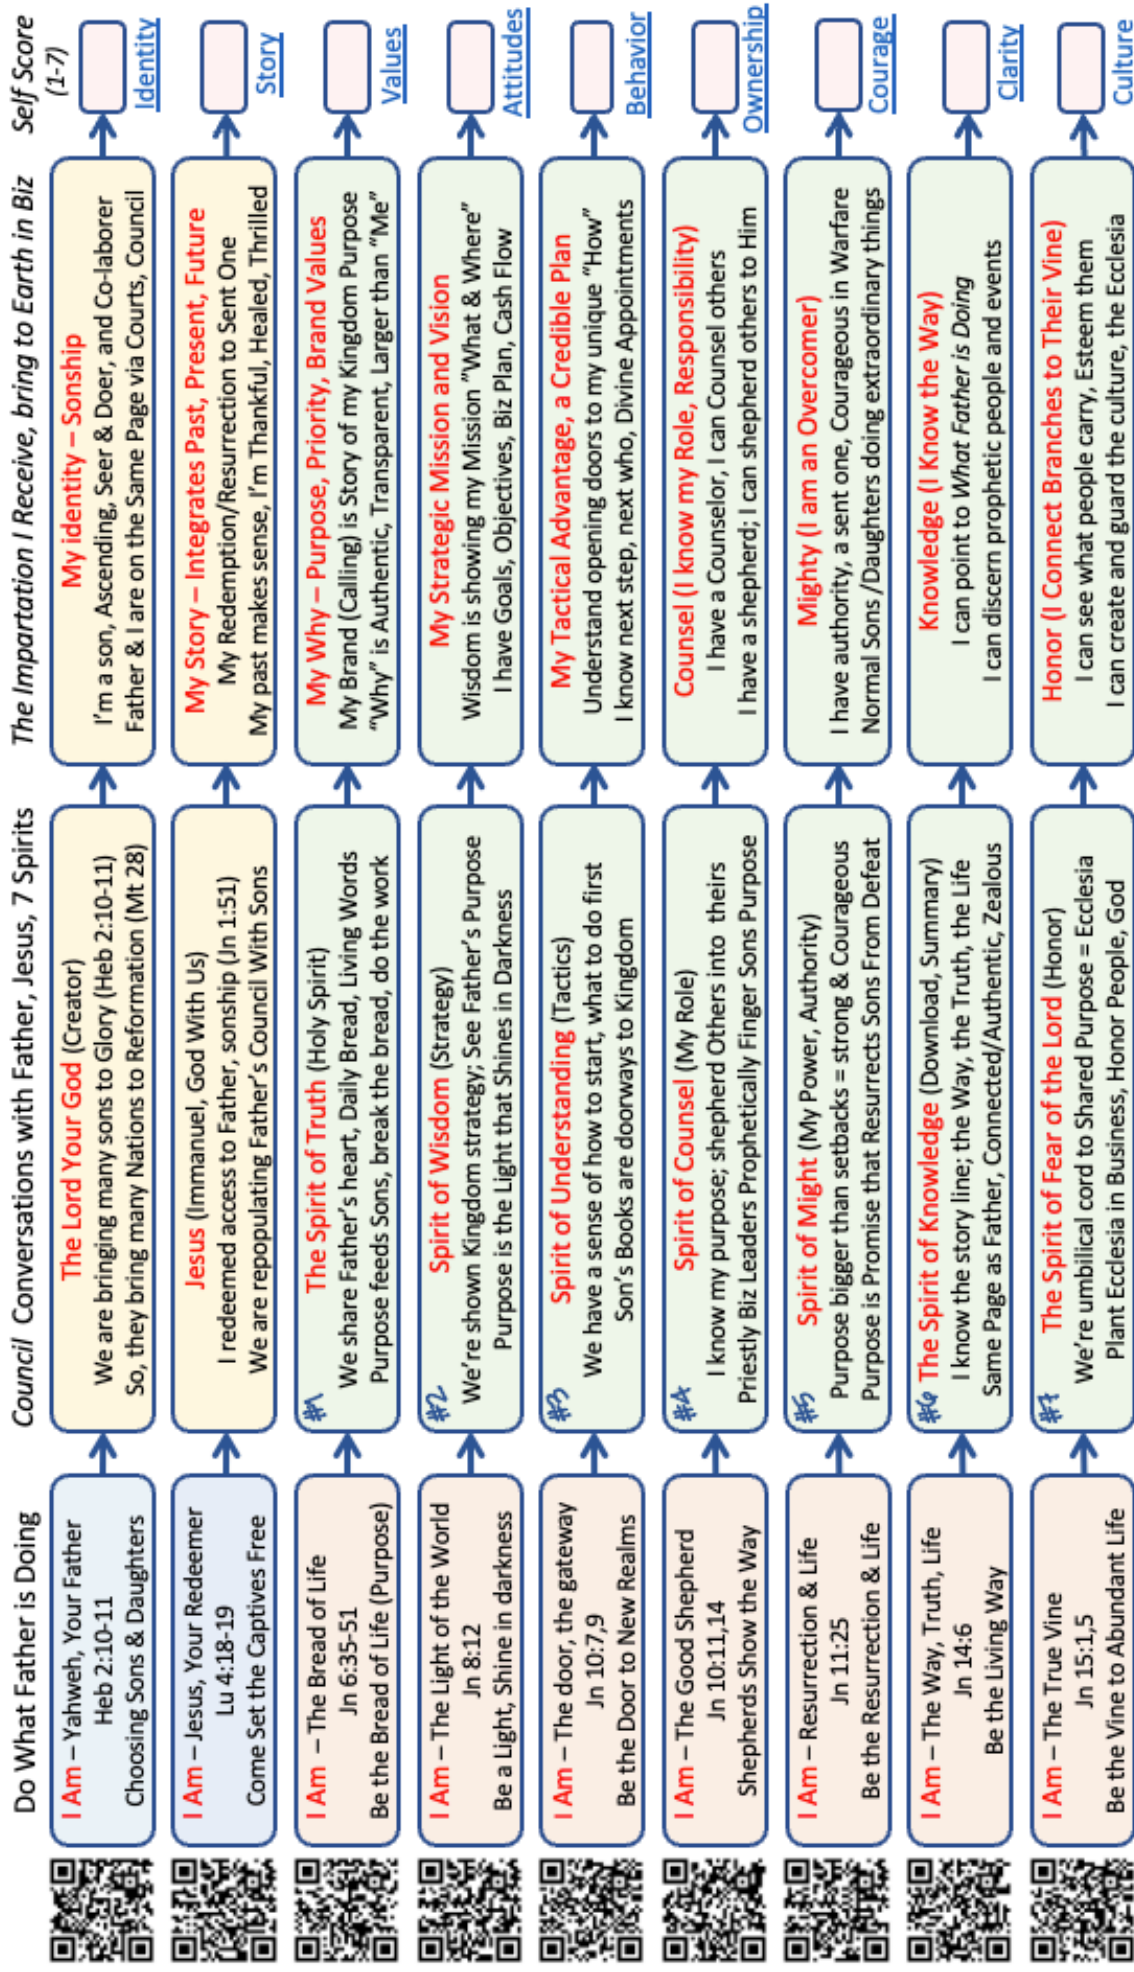 Do What Father is Doing
Council Conversations with Father, Jesus, 7 Spirits
The Impartation I Receive, bring to Earth in Biz
Self Score
(1-7)
I Am – Yahweh, Your Father
Heb 2:10-11
Choosing Sons & Daughters
The Lord Your God (Creator)
We are bringing many sons to Glory (Heb 2:10-11)
So, they bring many Nations to Reformation (Mt 28)
My identity – Sonship
I'm a son, Ascending, Seer & Doer, and Co-laborer
Father & I are on the Same Page via Courts, Council
Identity
I Am – Jesus, Your Redeemer
Lu 4:18-19
Come Set the Captives Free
Jesus (Immanuel, God With Us)
I redeemed access to Father, sonship (Jn 1:51)
We are repopulating Father's Council With Sons
My Story – Integrates Past, Present, Future
My Redemption/Resurrection to Sent One
My past makes sense, I'm Thankful, Healed, Thrilled
Story
I Am – The Bread of Life
Jn 6:35-51
Be the Bread of Life (Purpose)
#1
The Spirit of Truth (Holy Spirit)
We share Father's heart, Daily Bread, Living Words
Purpose feeds Sons, break the bread, do the work
My Why – Purpose, Priority, Brand Values
My Brand (Calling) is Story of my Kingdom Purpose
“Why” is Authentic, Transparent, Larger than “Me”
Values
I Am – The Light of the World
Jn 8:12
Be a Light, Shine in darkness
#2
Spirit of Wisdom (Strategy)
We're shown Kingdom strategy; See Father's Purpose
Purpose is the Light that Shines in Darkness
My Strategic Mission and Vision
Wisdom is showing my Mission "What & Where”
I have Goals, Objectives, Biz Plan, Cash Flow
Attitudes
I Am – The door, the gateway
Jn 10:7,9
Be the Door to New Realms
#3
Spirit of Understanding (Tactics)
We have a sense of how to start, what to do first
Son's Books are doorways to Kingdom
My Tactical Advantage, a Credible Plan
Understand opening doors to my unique “How”
I know next step, next who, Divine Appointments
Behavior
I Am – The Good Shepherd
Jn 10:11,14
Shepherds Show the Way
#4
Spirit of Counsel (My Role)
I know my purpose; shepherd Others into theirs
Priestly Biz Leaders Prophetically Finger Sons Purpose
Counsel (I know my Role, Responsibility)
I have a Counselor, I can Counsel others
I have a shepherd; I can shepherd others to Him
Ownership
I Am – Resurrection & Life
Jn 11:25
Be the Resurrection & Life
#5
Spirit of Might (My Power, Authority)
Purpose bigger than setbacks = strong & Courageous
Purpose is Promise that Resurrects Sons From Defeat
Mighty (I am an Overcomer)
I have authority, a sent one, Courageous in Warfare
Normal Sons /Daughters doing extraordinary things
Courage
I Am – The Way, Truth, Life
Jn 14:6
Be the Living Way
#6
The Spirit of Knowledge (Download, Summary)
I know the story line; the Way, the Truth, the Life
Same Page as Father, Connected/Authentic, Zealous
Knowledge (I Know the Way)
I can point to What Father is Doing
I can discern prophetic people and events
Clarity
I Am – The True Vine
Jn 15:1,5
Be the Vine to Abundant Life
#7
The Spirit of Fear of the Lord (Honor)
We're umbilical cord to Shared Purpose = Ecclesia
Plant Ecclesia in Business, Honor People, God
Honor (I Connect Branches to Their Vine)
I can see what people carry, Esteem them
I can create and guard the culture, the Ecclesia
Culture